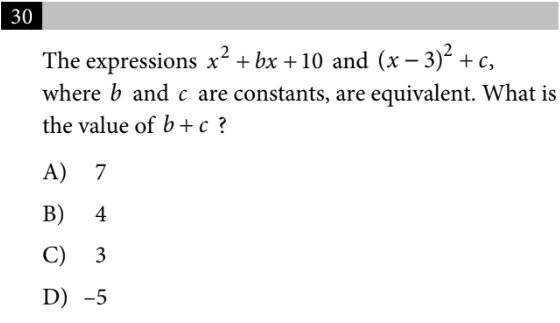 30
The expressions x² + bx + 10 and (x − 3)² + c,
where b and c are constants, are equivalent. What is
the value of b + c ?
A) 7
B) 4
C) 3
D) –5